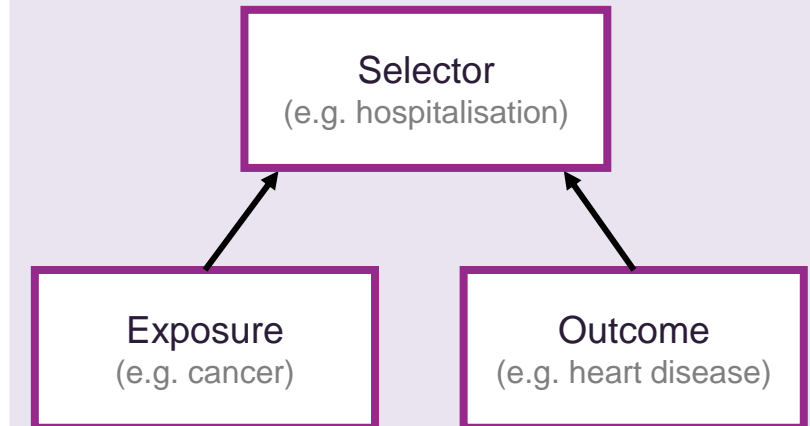 Selector
(e.g. hospitalisation)
Exposure
(e.g. cancer)
Outcome
(e.g. heart disease)